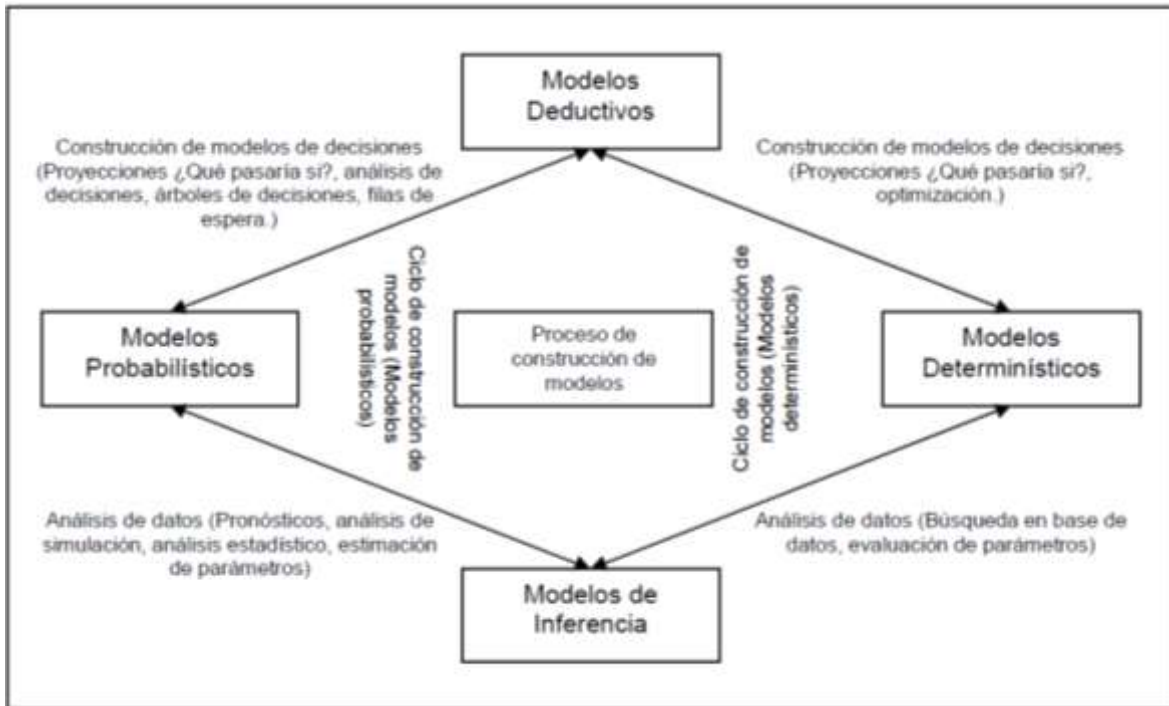 Modelos
Deductivos
Construcción de modelos de decisiones
(Proyecciones ¿Qué pasaría si?, análisis de
decisiones, árboles de decisiones, filas de
espera.)
Construcción de modelos de decisiones
(Proyecciones ¿Qué pasaría si?,
optimización.)
Modelos
Probabilísticos
Ciclo de construcción de
modelos (Modelos
probabilísticos)
Proceso de
construcción de
modelos
Ciclo de construcción de
modelos (Modelos
determinísticos)
Modelos
Determinísticos
Análisis de datos (Pronósticos, análisis de
simulación, análisis estadístico, estimación
de parámetros)
Análisis de datos (Búsqueda en base de
datos, evaluación de parámetros)
Modelos de
Inferencia